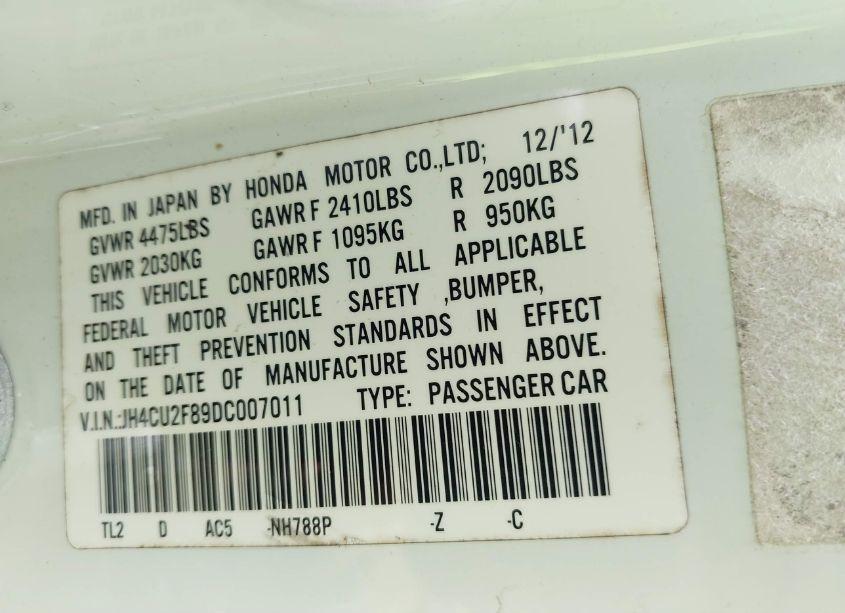 MFD. IN JAPAN BY HONDA MOTOR CO.,LTD; 12/'12
GVWR 4475LBS GAWR F 2410LBS R 2090LBS
GVWR 2030KG GAWR F 1095KG R 950KG
THIS VEHICLE CONFORMS TO ALL APPLICABLE
FEDERAL MOTOR VEHICLE SAFETY ,BUMPER,
AND THEFT PREVENTION STANDARDS IN EFFECT
ON THE DATE OF MANUFACTURE SHOWN ABOVE.
V.I.N.:JH4CU2F89DC007011 TYPE: PASSENGER CAR
TL2 D AC5 -NH788P -Z -C